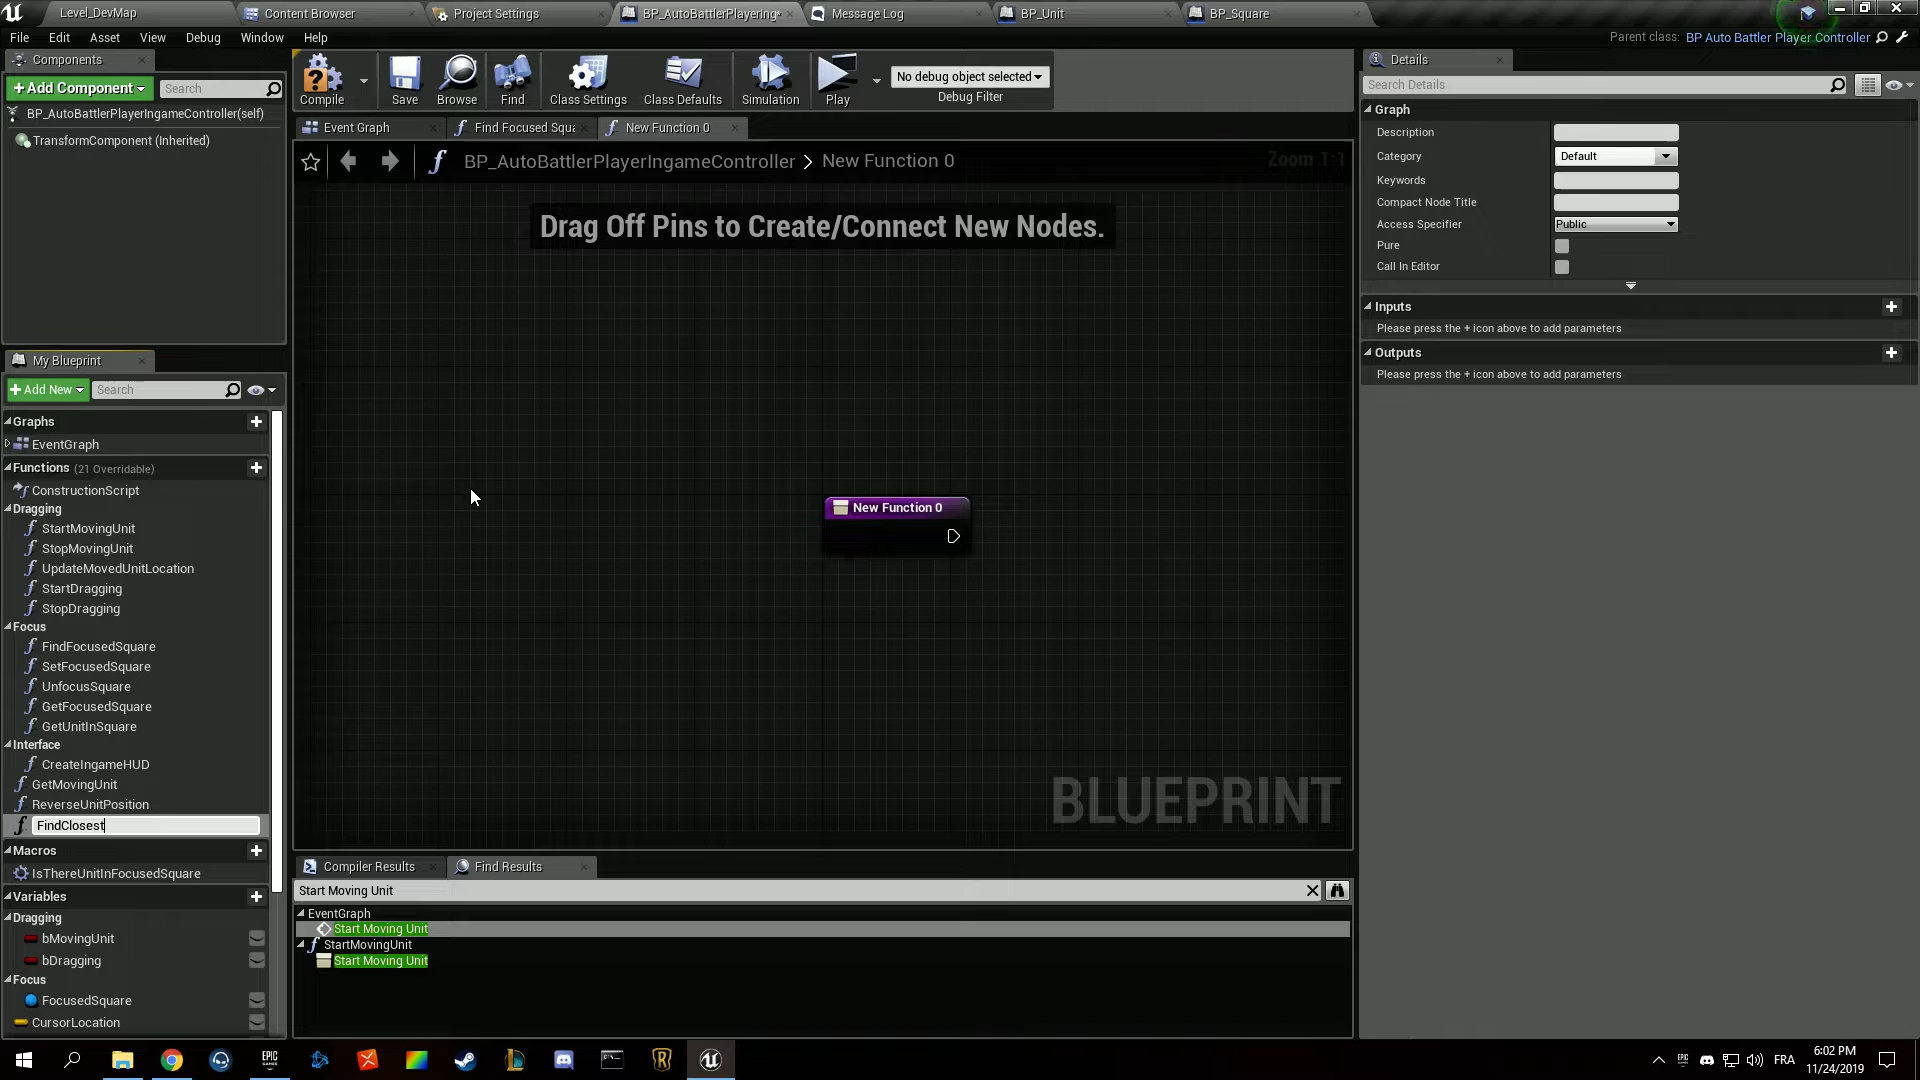 Level_DevMap
Content Browser
Project Settings
BP_AutoBattlerPlayerIng*
Message Log
BP_Unit
BP_Square
File
Edit
Asset
View
Debug
Window
Help
Parent class:
BP Auto Battler Player Controller
Components
Add Component
Search
BP_AutoBattlerPlayerIngameController(self)
TransformComponent (Inherited)
Compile
Save
Browse
Find
Class Settings
Class Defaults
Simulation
Play
No debug object selected
Debug Filter
Event Graph
Find Focused Squa
New Function 0
BP_AutoBattlerPlayerIngameController
New Function 0
Zoom 1:1
Drag Off Pins to Create/Connect New Nodes.
New Function 0
BLUEPRINT
My Blueprint
Add New
Search
Graphs
EventGraph
Functions (21 Overridable)
ConstructionScript
Dragging
StartMovingUnit
StopMovingUnit
UpdateMovedUnitLocation
StartDragging
StopDragging
Focus
FindFocusedSquare
SetFocusedSquare
UnfocusSquare
GetFocusedSquare
GetUnitInSquare
Interface
CreateIngameHUD
GetMovingUnit
ReverseUnitPosition
FindClosest
Macros
IsThereUnitInFocusedSquare
Variables
Dragging
bMovingUnit
bDragging
Focus
FocusedSquare
CursorLocation
Compiler Results
Find Results
Start Moving Unit
EventGraph
Start Moving Unit
StartMovingUnit
Start Moving Unit
Details
Search Details
Graph
Description
Category
Default
Keywords
Compact Node Title
Access Specifier
Public
Pure
Call In Editor
Inputs
Please press the + icon above to add parameters
Outputs
Please press the + icon above to add parameters
FRA
6:02 PM
11/24/2019